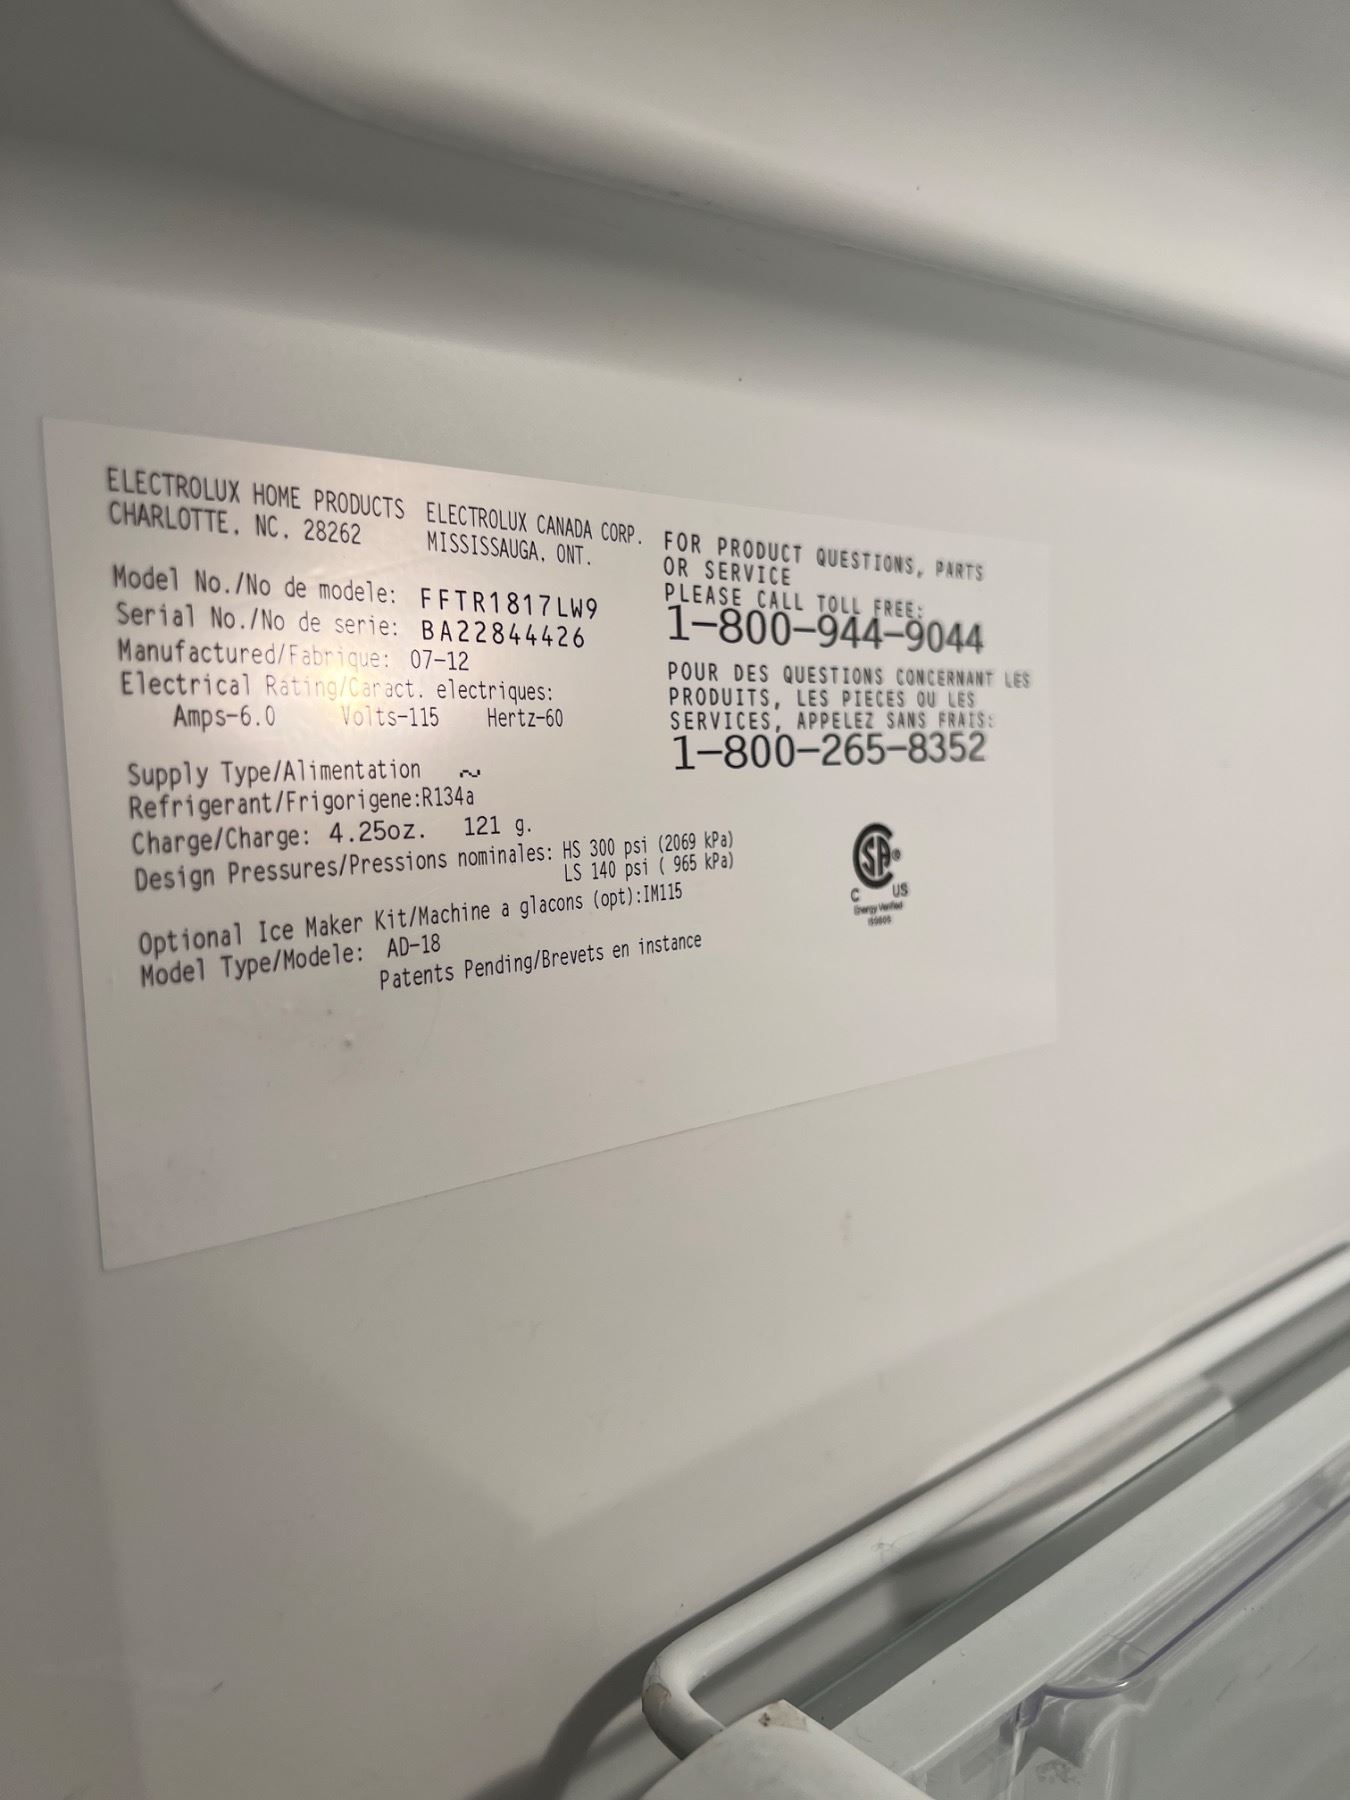 ELECTROLUX HOME PRODUCTS
CHARLOTTE, NC. 28262
ELECTROLUX CANADA CORP.
MISSISSAUGA, ONT.
Model No./No de modele: FFTR1817LW9
Serial No./No de serie: BA22844426
Manufactured/Fabrique: 07-12
Electrical Rating/Caract. electriques:
Amps-6.0 Volts-115 Hertz-60
Supply Type/Alimentation ~
Refrigerant/Frigorigene:R134a
Charge/Charge: 4.25oz. 121 g.
Design Pressures/Pressions nominales: HS 300 psi (2069 kPa)
LS 140 psi ( 965 kPa)
Optional Ice Maker Kit/Machine a glacons (opt):IM115
Model Type/Modele: AD-18
Patents Pending/Brevets en instance
FOR PRODUCT QUESTIONS, PARTS
OR SERVICE
PLEASE CALL TOLL FREE:
1-800-944-9044
POUR DES QUESTIONS CONCERNANT LES
PRODUITS, LES PIECES OU LES
SERVICES, APPELEZ SANS FRAIS:
1-800-265-8352
SA®
C US
Energy Verified